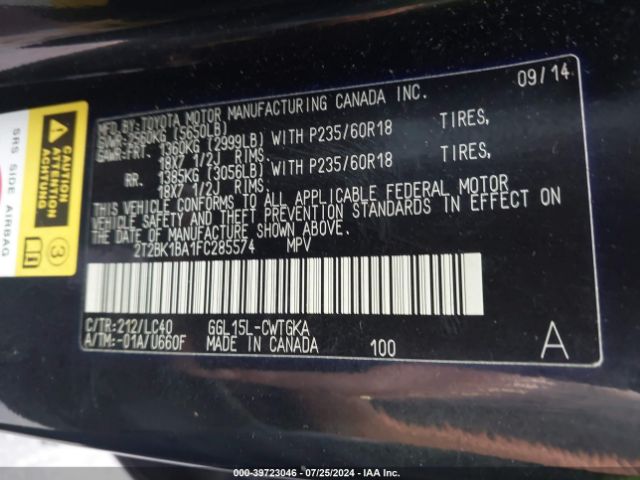 MFD.BY:TOYOTA MOTOR MANUFACTURING CANADA INC. 09/14
GVWR:2560KG (5650LB)
GAWR:FRT. 1360KG (2999LB) WITH P235/60R18 TIRES,
18X7 1/2J RIMS.
RR. 1385KG (3056LB) WITH P235/60R18 TIRES,
18X7 1/2J RIMS.
THIS VEHICLE CONFORMS TO ALL APPLICABLE FEDERAL MOTOR
VEHICLE SAFETY AND THEFT PREVENTION STANDARDS IN EFFECT ON
THE DATE OF MANUFACTURE SHOWN ABOVE.
2T2BK1BA1FC285574 MPV
C/TR:212/LC40 GGL15L-CWTGKA
A/TM:-01A/U660F MADE IN CANADA 100 A
SRS SIDE AIRBAG
CAUTION
ATTENTION
ACHTUNG
3
000-39723046 - 07/25/2024 - IAA Inc.